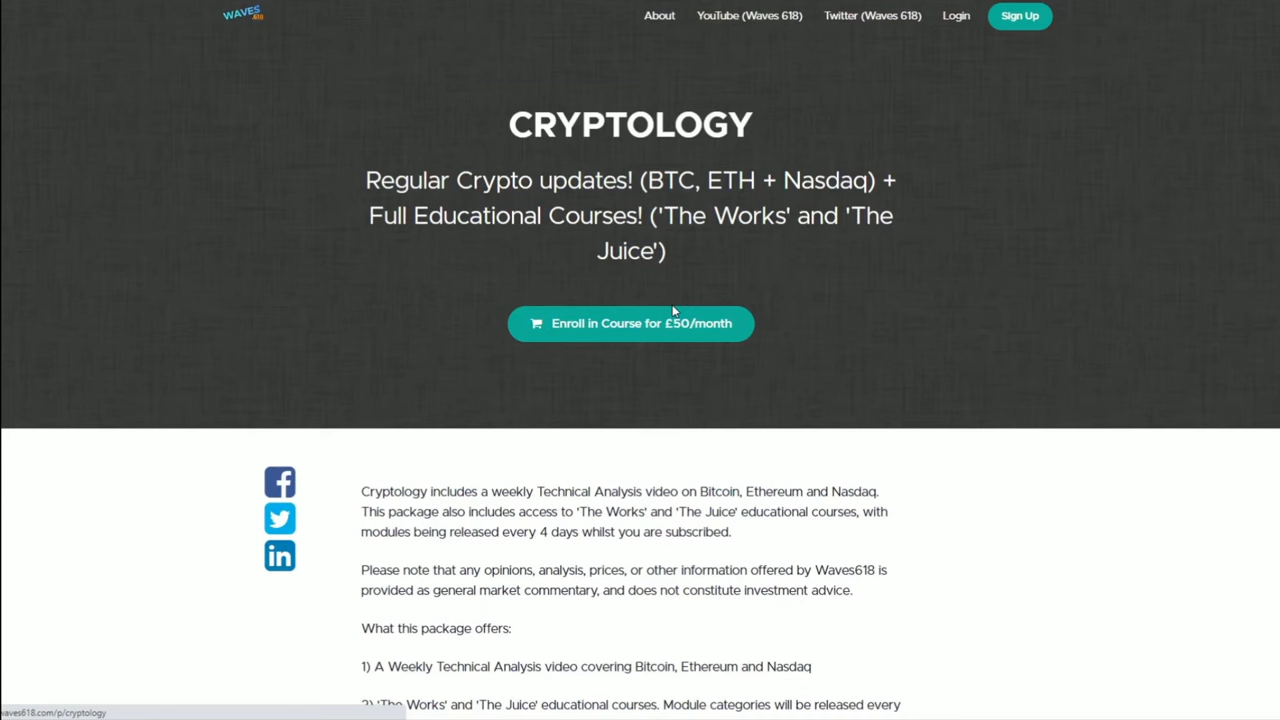 WAVES
.618
About YouTube (Waves 618) Twitter (Waves 618) Login Sign Up
CRYPTOLOGY
Regular Crypto updates! (BTC, ETH + Nasdaq) +
Full Educational Courses! ('The Works' and 'The
Juice')
Enroll in Course for £50/month
Cryptology includes a weekly Technical Analysis video on Bitcoin, Ethereum and Nasdaq.
This package also includes access to 'The Works' and 'The Juice' educational courses, with
modules being released every 4 days whilst you are subscribed.
Please note that any opinions, analysis, prices, or other information offered by Waves618 is
provided as general market commentary, and does not constitute investment advice.
What this package offers:
1) A Weekly Technical Analysis video covering Bitcoin, Ethereum and Nasdaq
2) 'The Works' and 'The Juice' educational courses. Module categories will be released every
waves618.com/p/cryptology